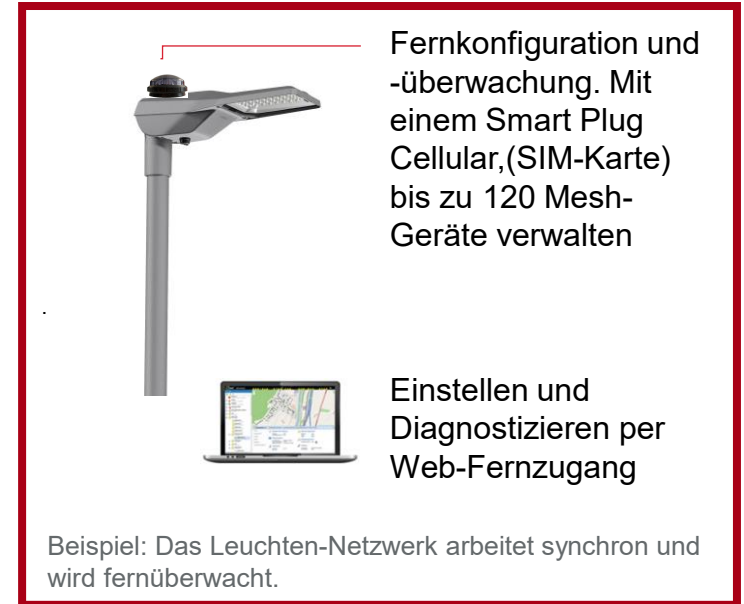 Fernkonfiguration und
-überwachung. Mit
einem Smart Plug
Cellular,(SIM-Karte)
bis zu 120 Mesh-
Geräte verwalten
.
Einstellen und
Diagnostizieren per
Web-Fernzugang
Beispiel: Das Leuchten-Netzwerk arbeitet synchron und
wird fernüberwacht.